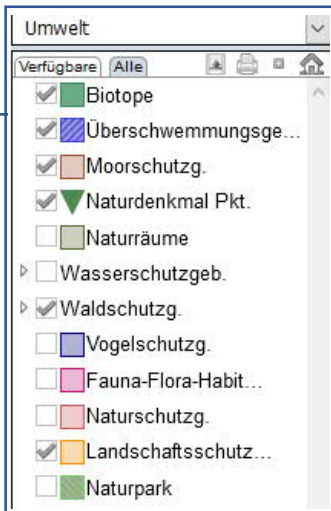 Umwelt
Verfügbare Alle
Biotope
Überschwemmungsge...
Moorschutzg.
Naturdenkmal Pkt.
Naturräume
Wasserschutzgeb.
Waldschutzg.
Vogelschutzg.
Fauna-Flora-Habit...
Naturschutzg.
Landschaftsschutz...
Naturpark